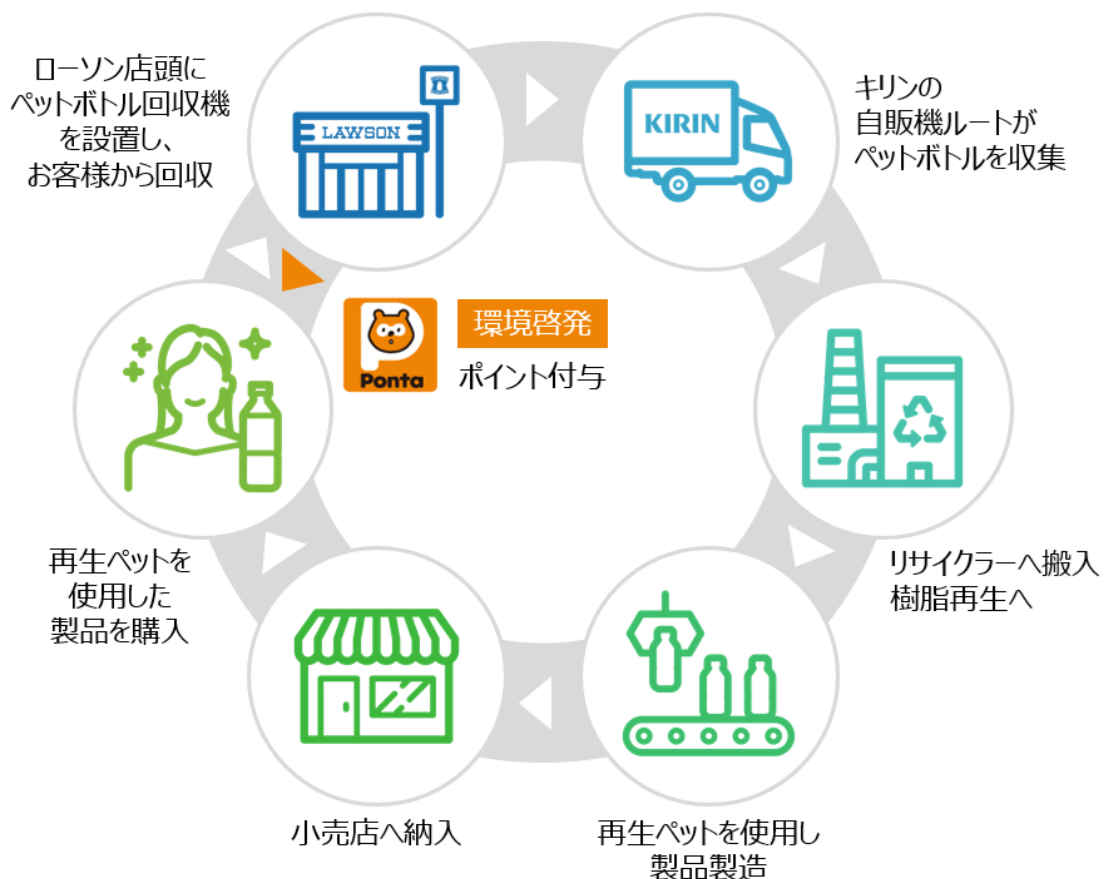 ローソン店頭に
ペットボトル回収機
を設置し、
お客様から回収
LAWSON
KIRIN
キリンの
自販機ルートが
ペットボトルを収集
Ponta
環境啓発
ポイント付与
再生ペットを
使用した
製品を購入
リサイクラーへ搬入
樹脂再生へ
小売店へ納入
再生ペットを使用し
製品製造